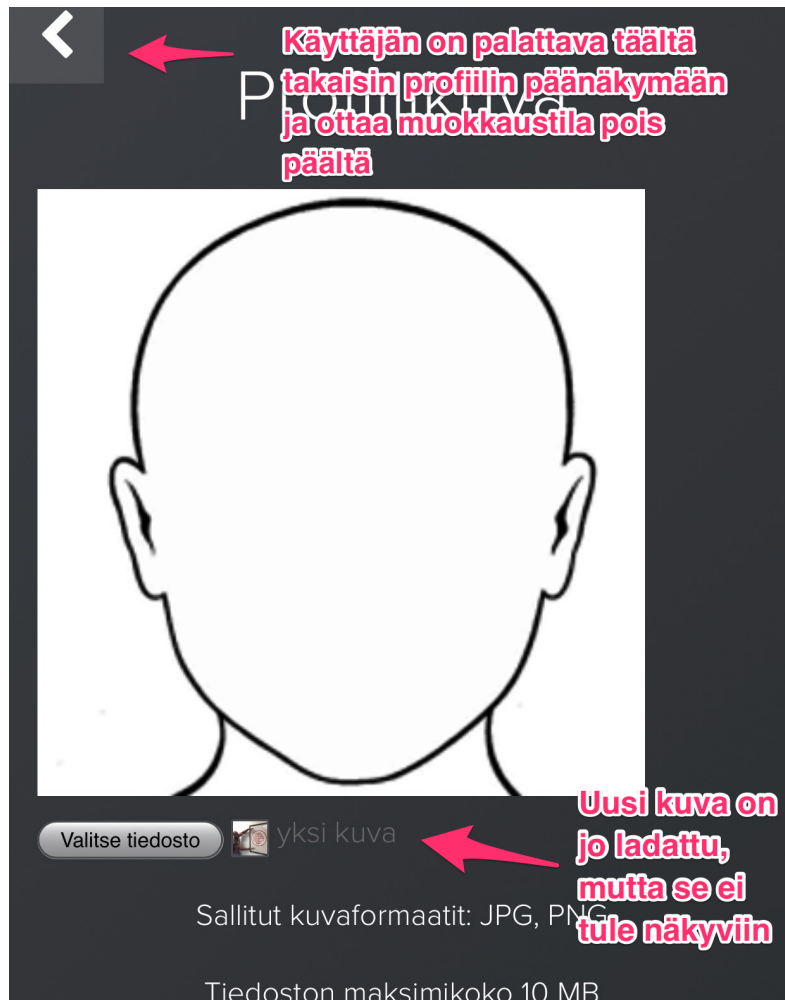 Käyttäjän on palattava täältä
takaisin profiilin päänäkymään
ja ottaa muokkaustila pois
päältä
Profiilikuva
Valitse tiedosto
yksi kuva
Uusi kuva on
jo ladattu,
mutta se ei
tule näkyviin
Sallitut kuvaformaatit: JPG, PNG
Tiedoston maksimikoko 10 MB